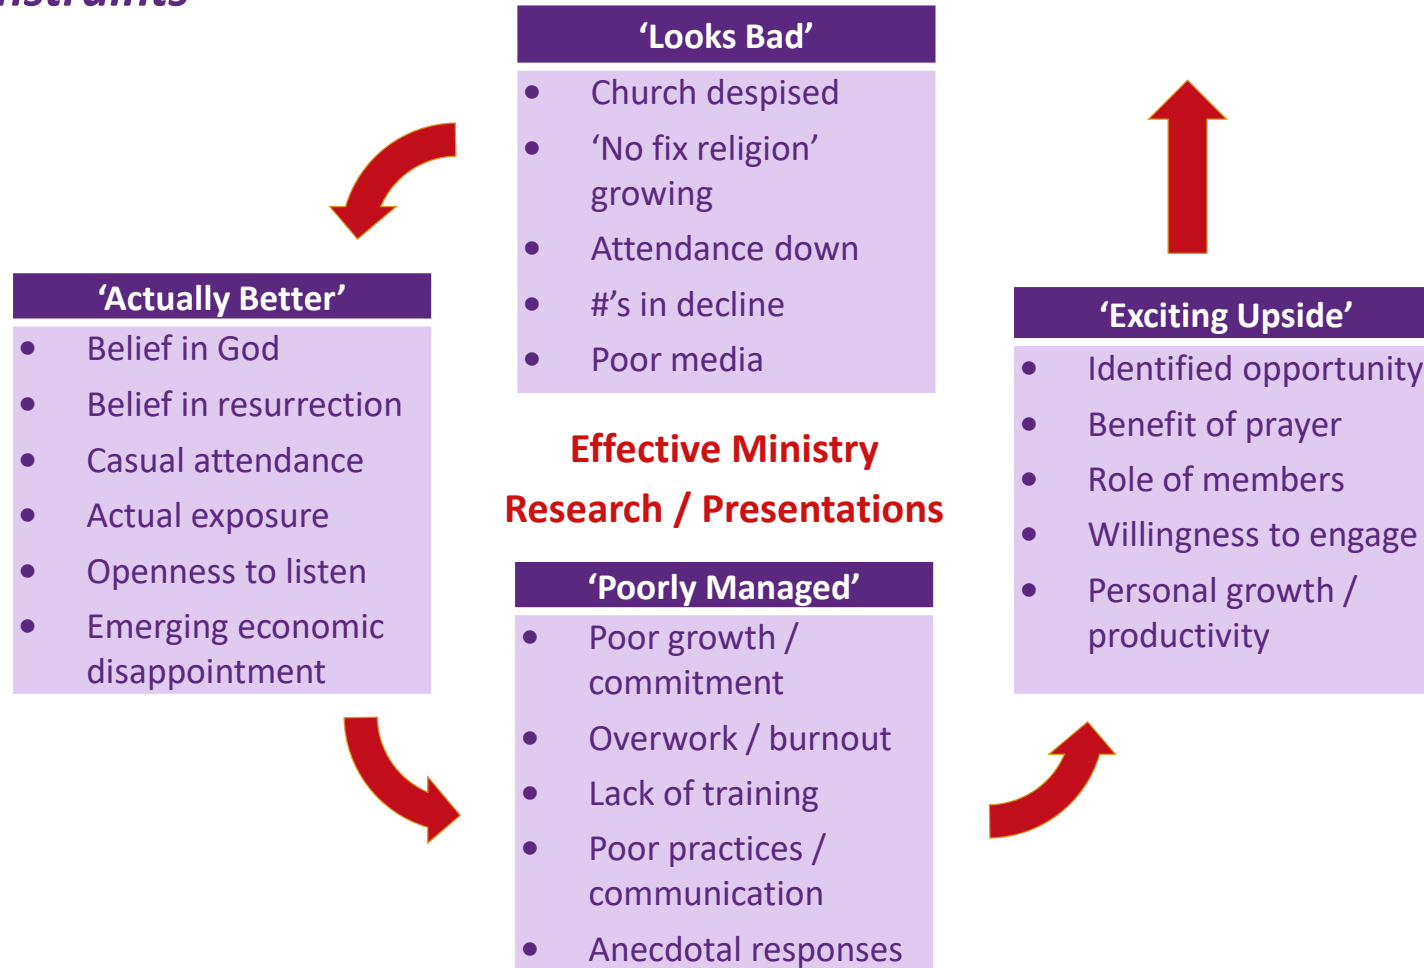 ‘Looks Bad’
• Church despised
• ‘No fix religion’
growing
• Attendance down
• #’s in decline
• Poor media
‘Actually Better’
• Belief in God
• Belief in resurrection
• Casual attendance
• Actual exposure
• Openness to listen
• Emerging economic
disappointment
Effective Ministry
Research / Presentations
‘Poorly Managed’
• Poor growth /
commitment
• Overwork / burnout
• Lack of training
• Poor practices /
communication
• Anecdotal responses
‘Exciting Upside’
• Identified opportunity
• Benefit of prayer
• Role of members
• Willingness to engage
• Personal growth /
productivity